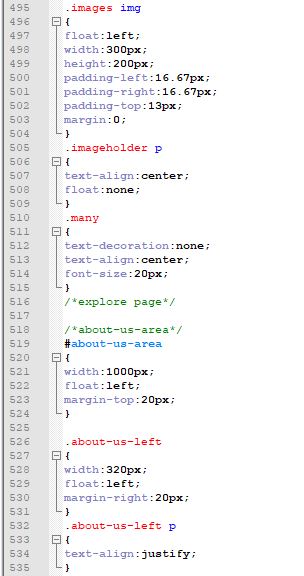 495 .images img
496 {
497 float:left;
498 width:300px;
499 height:200px;
500 padding-left:16.67px;
501 padding-right:16.67px;
502 padding-top:13px;
503 margin:0;
504 }
505 .imageholder p
506 {
507 text-align:center;
508 float:none;
509 }
510 .many
511 {
512 text-decoration:none;
513 text-align:center;
514 font-size:20px;
515 }
516 /*explore page*/
517
518 /*about-us-area*/
519 #about-us-area
520 {
521 width:1000px;
522 float:left;
523 margin-top:20px;
524 }
525
526 .about-us-left
527 {
528 width:320px;
529 float:left;
530 margin-right:20px;
531 }
532 .about-us-left p
533 {
534 text-align:justify;
535 }